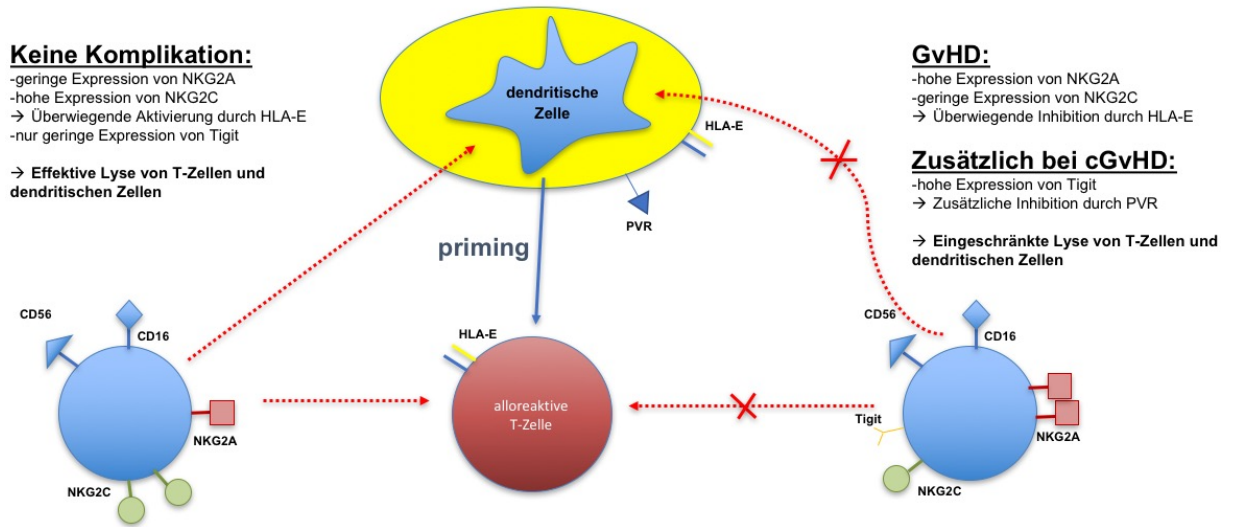 Keine Komplikation:
-geringe Expression von NKG2A
-hohe Expression von NKG2C
→ Überwiegende Aktivierung durch HLA-E
-nur geringe Expression von Tigit
→ Effektive Lyse von T-Zellen und
dendritischen Zellen
dendritische
Zelle
HLA-E
PVR
priming
GvHD:
-hohe Expression von NKG2A
-geringe Expression von NKG2C
→ Überwiegende Inhibition durch HLA-E
Zusätzlich bei cGvHD:
-hohe Expression von Tigit
→ Zusätzliche Inhibition durch PVR
→ Eingeschränkte Lyse von T-Zellen und
dendritischen Zellen
CD56
CD16
NKG2A
NKG2C
HLA-E
alloreaktive
T-Zelle
CD56
CD16
Tigit
NKG2A
NKG2C